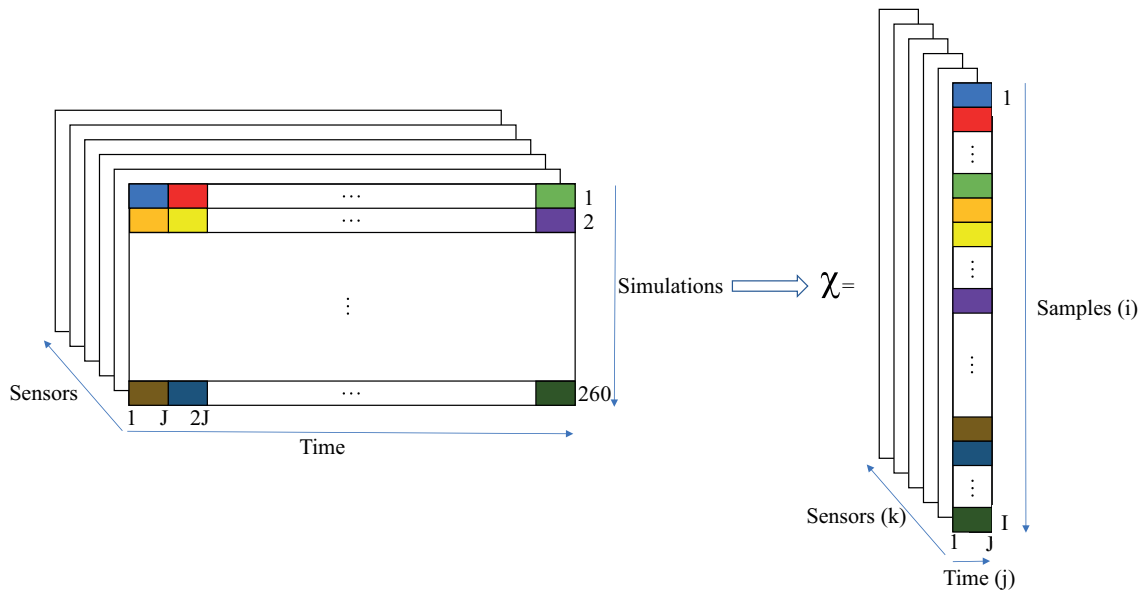 ⋯
1
⋯
2
⋮
Simulations
⋯
260
Sensors
1 J 2J
Time
χ=
1
⋮
⋮
⋮
⋮
Samples (i)
Sensors (k)
I
1 J
Time (j)